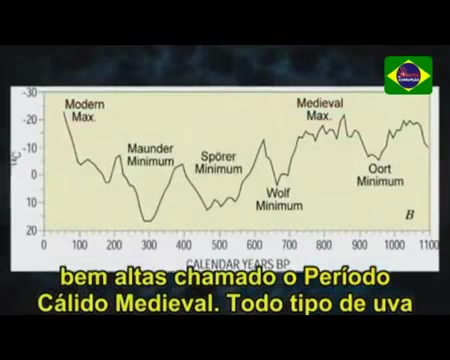 -30
-20
-10
0
10
20
14C
Modern
Max.
Maunder
Minimum
Spörer
Minimum
Wolf
Minimum
Medieval
Max.
Oort
Minimum
B
0 100 200 300 400 500 600 700 800 900 1000 1100
CALENDAR YEARS BP
bem altas chamado o Período
Cálido Medieval. Todo tipo de uva